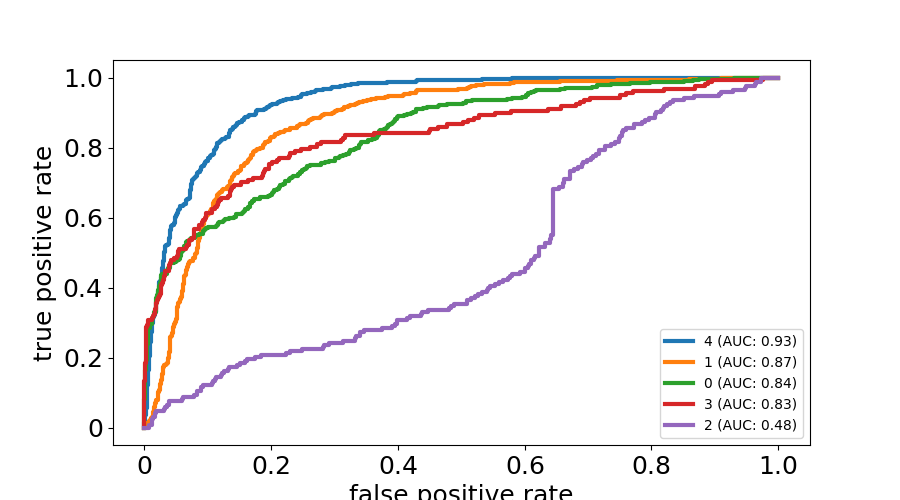 1.0
0.8
0.6
0.4
0.2
0
true positive rate
4 (AUC: 0.93)
1 (AUC: 0.87)
0 (AUC: 0.84)
3 (AUC: 0.83)
2 (AUC: 0.48)
0 0.2 0.4 0.6 0.8 1.0
false positive rate